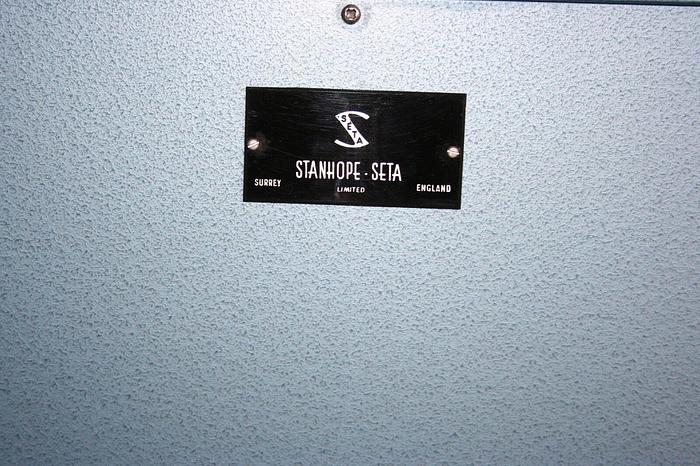 SETA
STANHOPE - SETA
SURREY LIMITED ENGLAND